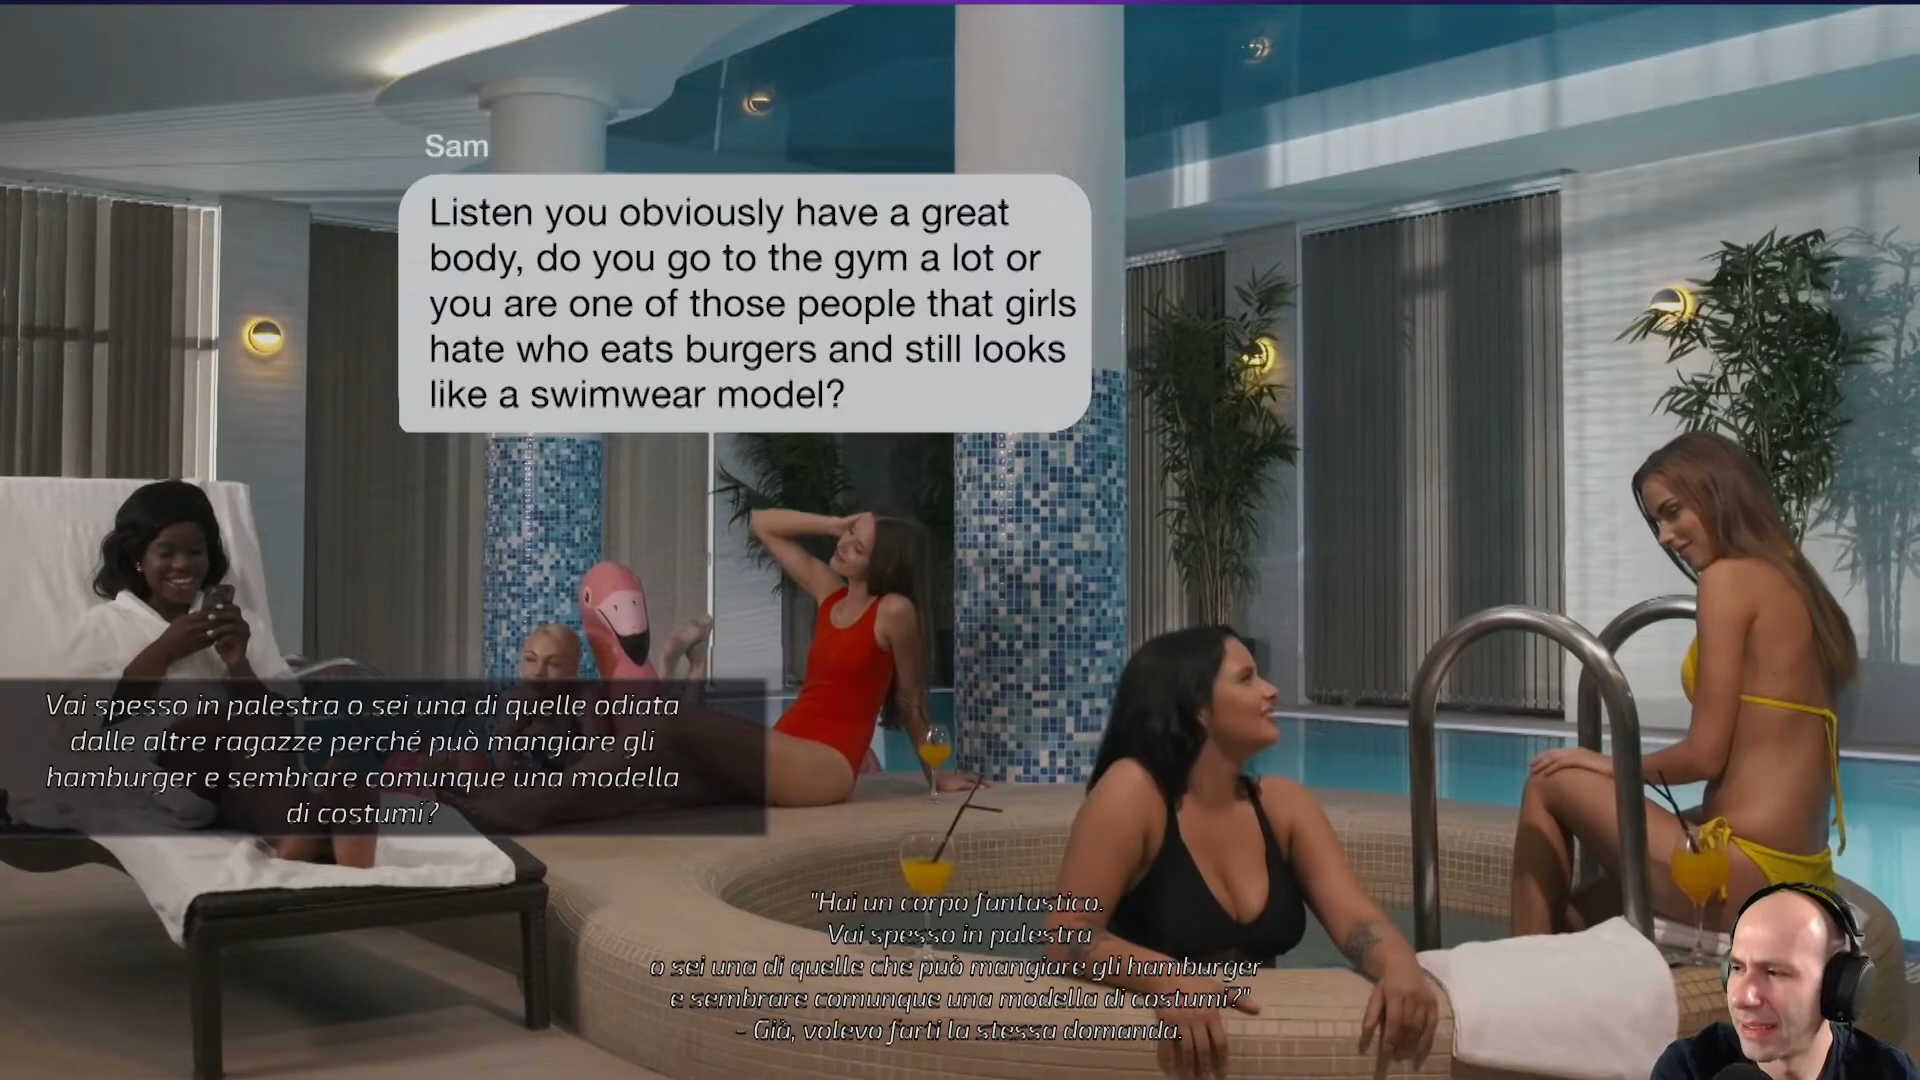 Sam
Listen you obviously have a great
body, do you go to the gym a lot or
you are one of those people that girls
hate who eats burgers and still looks
like a swimwear model?
Vai spesso in palestra o sei una di quelle odiata
dalle altre ragazze perché può mangiare gli
hamburger e sembrare comunque una modella
di costumi?
"Hai un corpo fantastico.
Vai spesso in palestra
o sei una di quelle che può mangiare gli hamburger
e sembrare comunque una modella di costumi?"
- Già, volevo farti la stessa domanda.